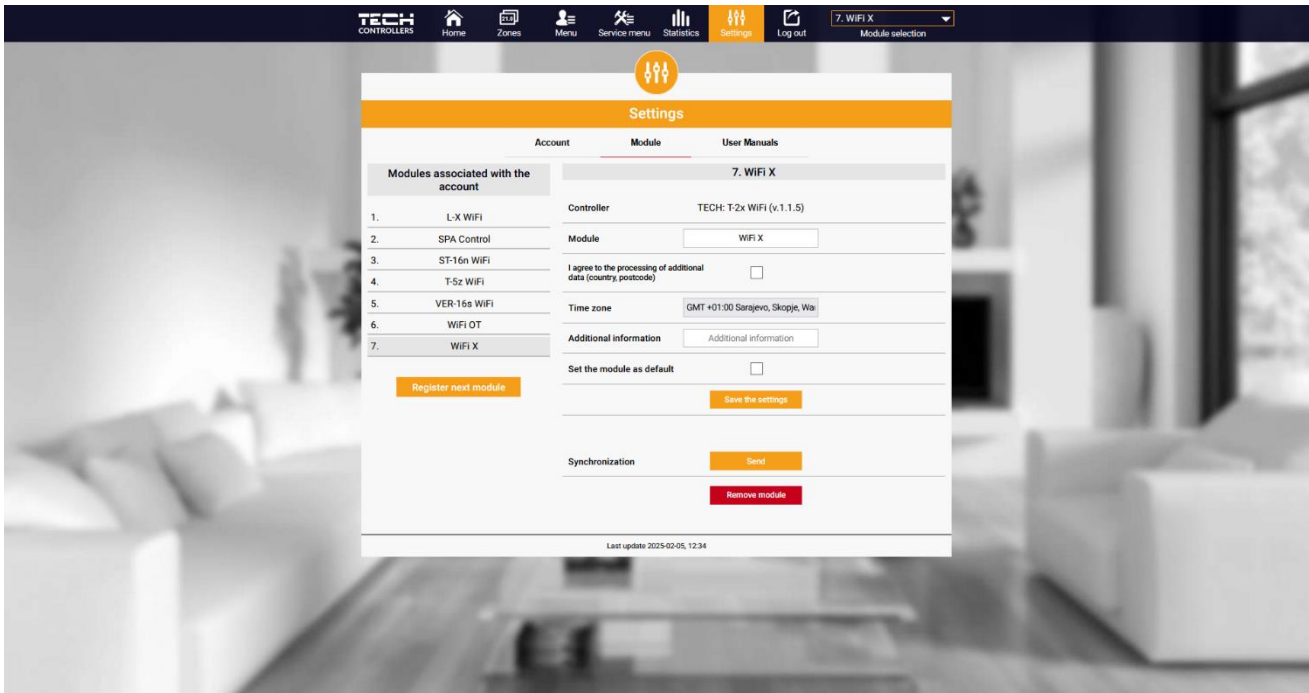 TECH
CONTROLLERS
Home
21.0
Zones
Menu
Service menu
Statistics
Settings
Log out
7. WiFi X
Module selection
Settings
Account
Module
User Manuals
Modules associated with the
account
1. L-X WiFi
2. SPA Control
3. ST-16n WiFi
4. T-5z WiFi
5. VER-16s WiFi
6. WiFi OT
7. WiFi X
Register next module
7. WiFi X
Controller TECH: T-2x WiFi (v.1.1.5)
Module WiFi X
I agree to the processing of additional
data (country, postcode)
Time zone GMT +01:00 Sarajevo, Skopje, Wa
Additional information Additional information
Set the module as default
Save the settings
Synchronization Send
Remove module
Last update 2025-02-05, 12:34